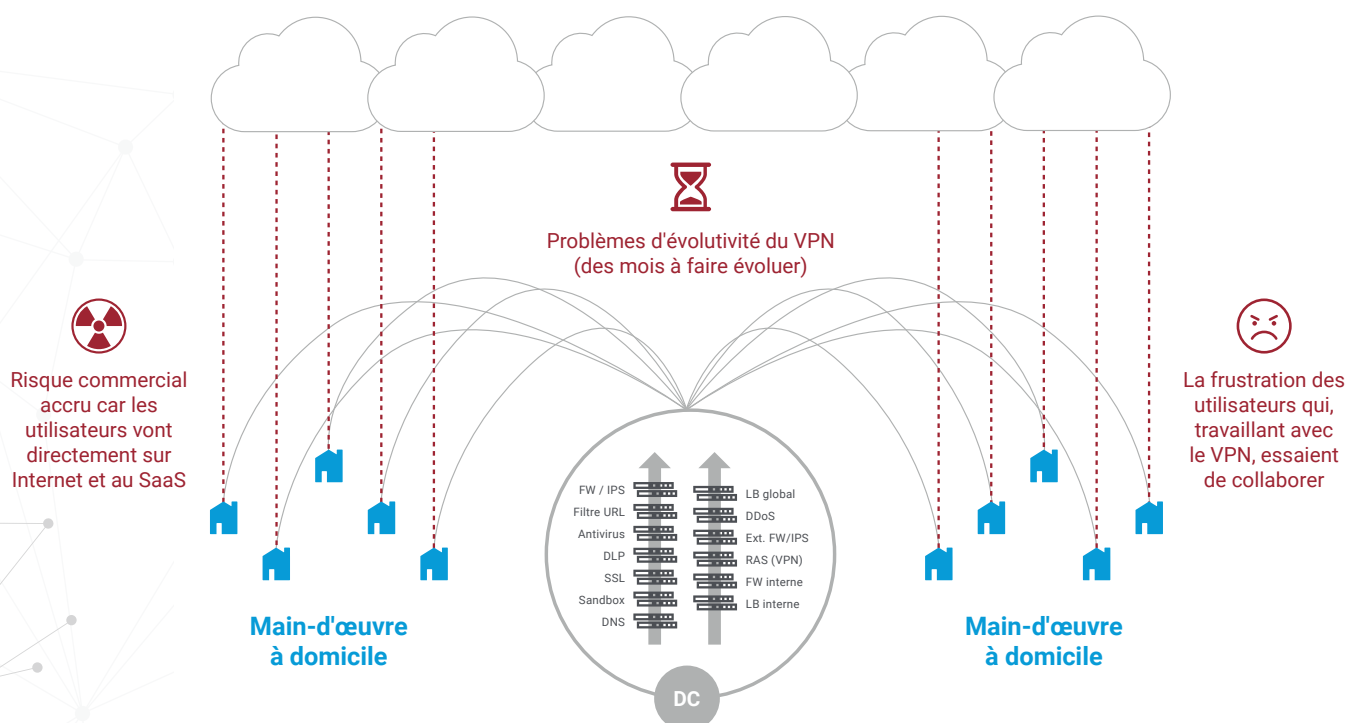 Problèmes d'évolutivité du VPN
(des mois à faire évoluer)
Risque commercial
accru car les
utilisateurs vont
directement sur
Internet et au SaaS
La frustration des
utilisateurs qui,
travaillant avec
le VPN, essaient
de collaborer
FW / IPS
Filtre URL
Antivirus
DLP
SSL
Sandbox
DNS
LB global
DDoS
Ext. FW/IPS
RAS (VPN)
FW interne
LB interne
Main-d'œuvre
à domicile
Main-d'œuvre
à domicile
DC